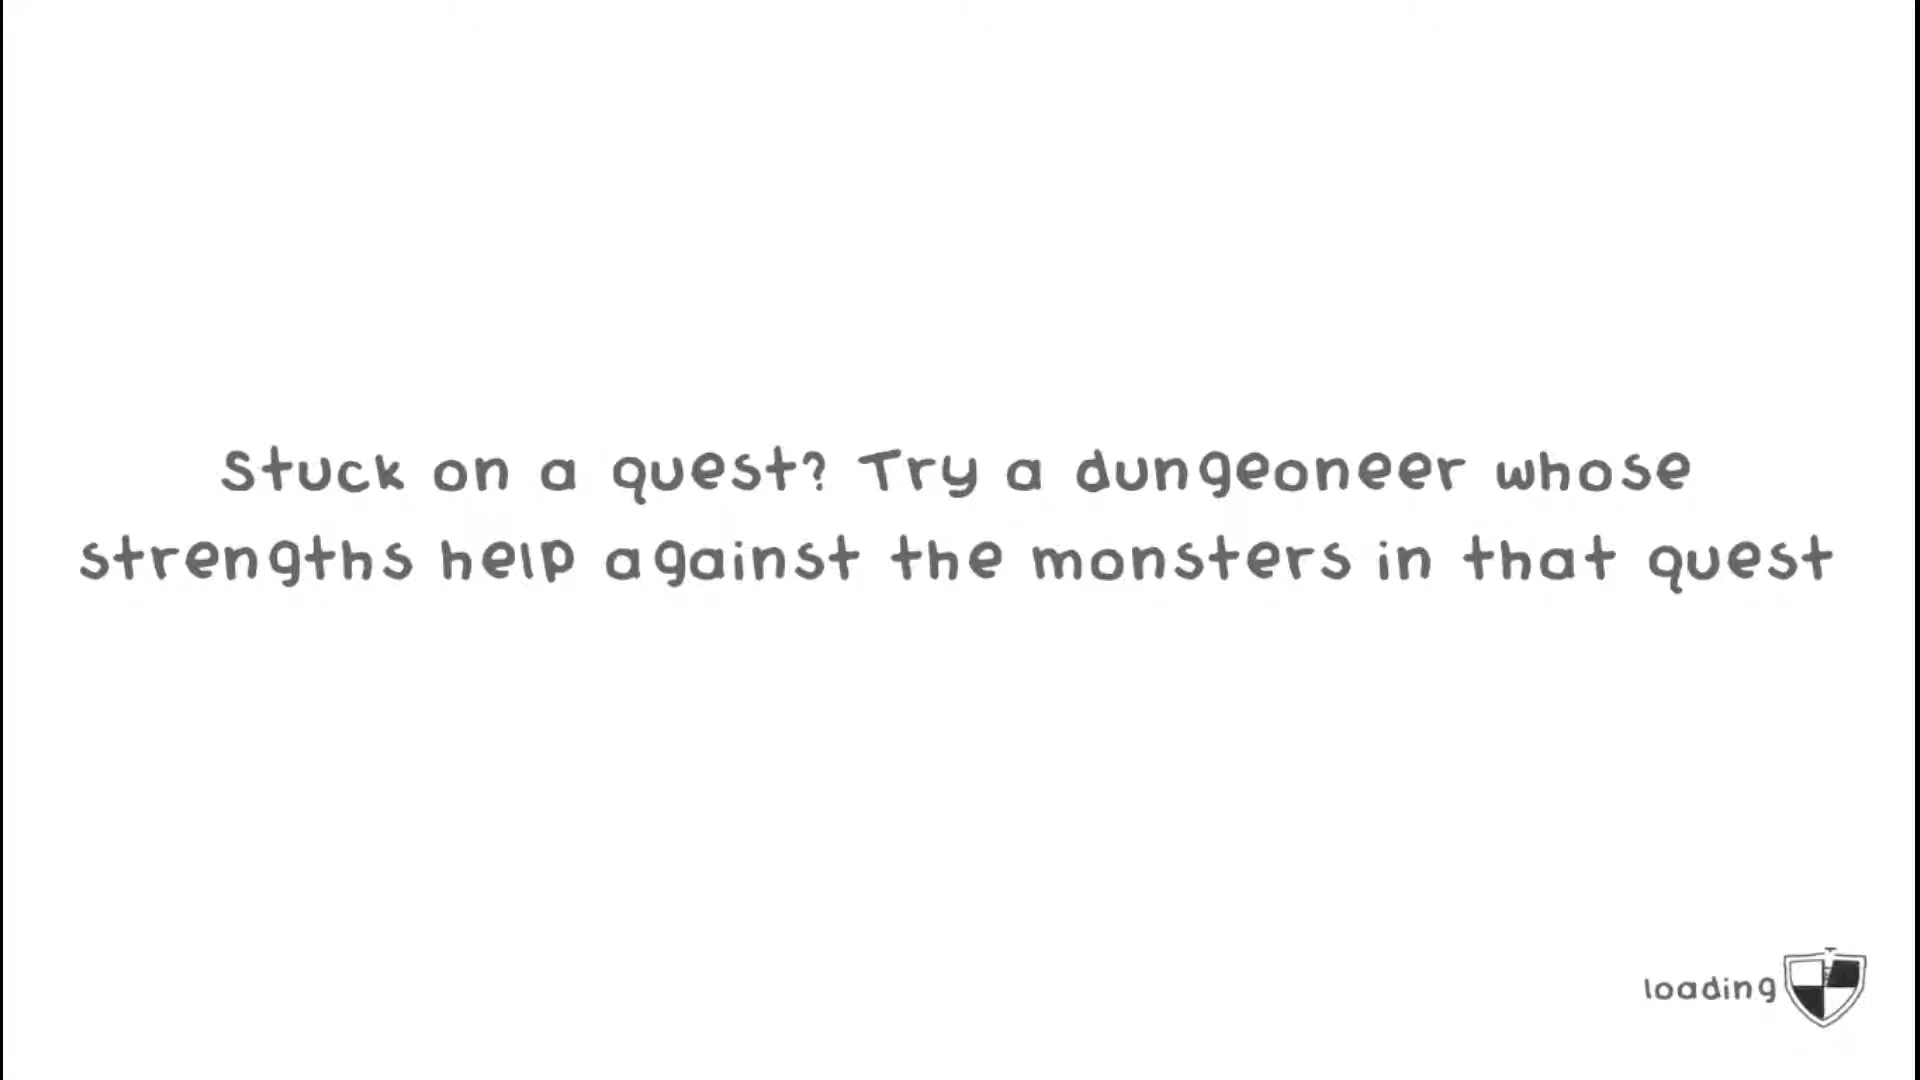 Stuck on a quest? Try a dungeoneer whose
strengths help against the monsters in that quest
loading